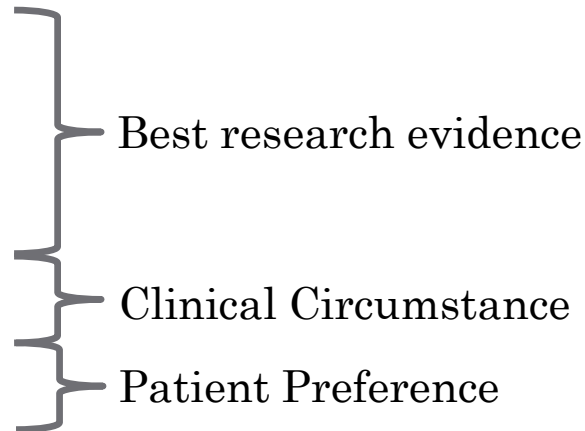 Best research evidence
Clinical Circumstance
Patient Preference